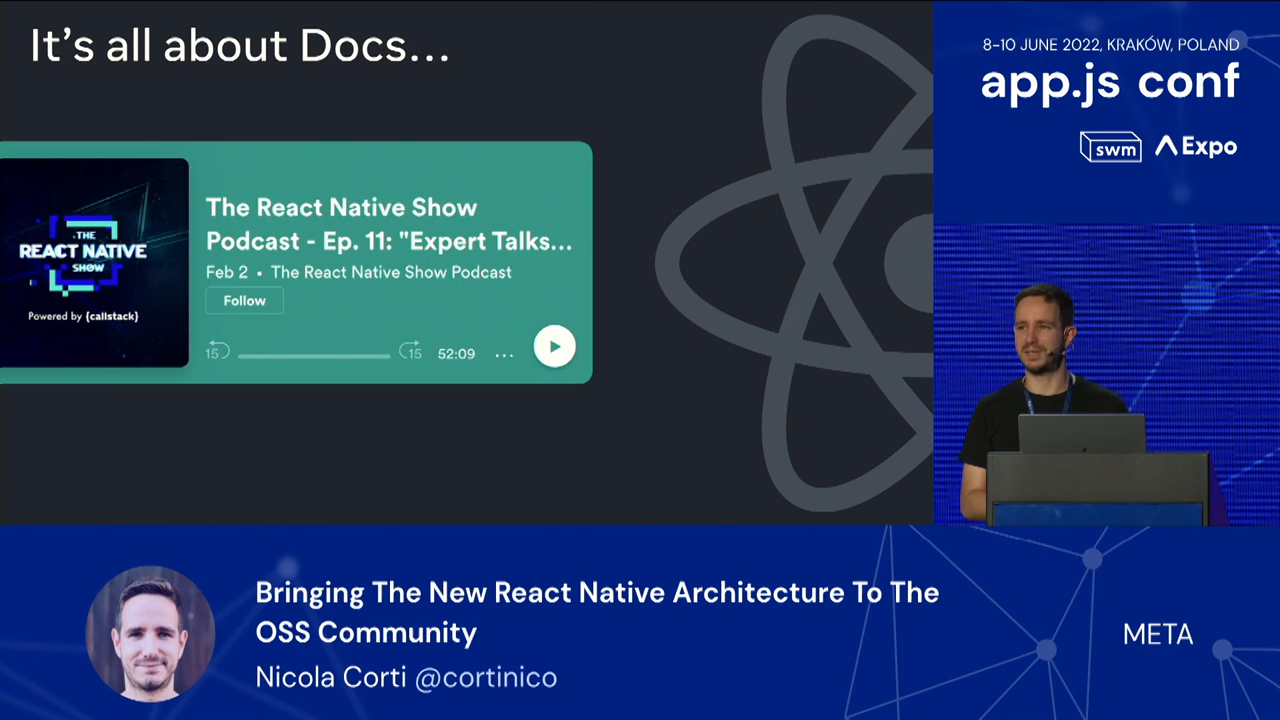 It's all about Docs...
THE
REACT NATIVE
SHOW
Powered by {callstack}
The React Native Show
Podcast - Ep. 11: "Expert Talks...
Feb 2 • The React Native Show Podcast
Follow
15
15
52:09
...
8-10 JUNE 2022, KRAKÓW, POLAND
app.js conf
swm
Expo
Bringing The New React Native Architecture To The
OSS Community
Nicola Corti @cortinico
META